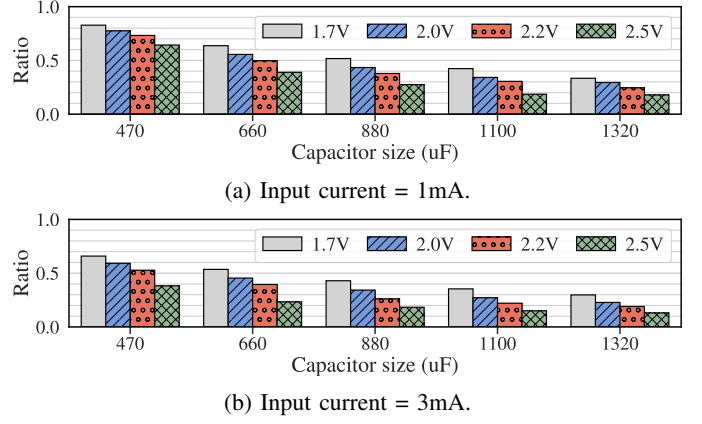 1.0
0.5
0.0
Ratio
1.7V 2.0V 2.2V 2.5V
470 660 880 1100 1320
Capacitor size (uF)
(a) Input current = 1mA.
1.0
0.5
0.0
Ratio
1.7V 2.0V 2.2V 2.5V
470 660 880 1100 1320
Capacitor size (uF)
(b) Input current = 3mA.